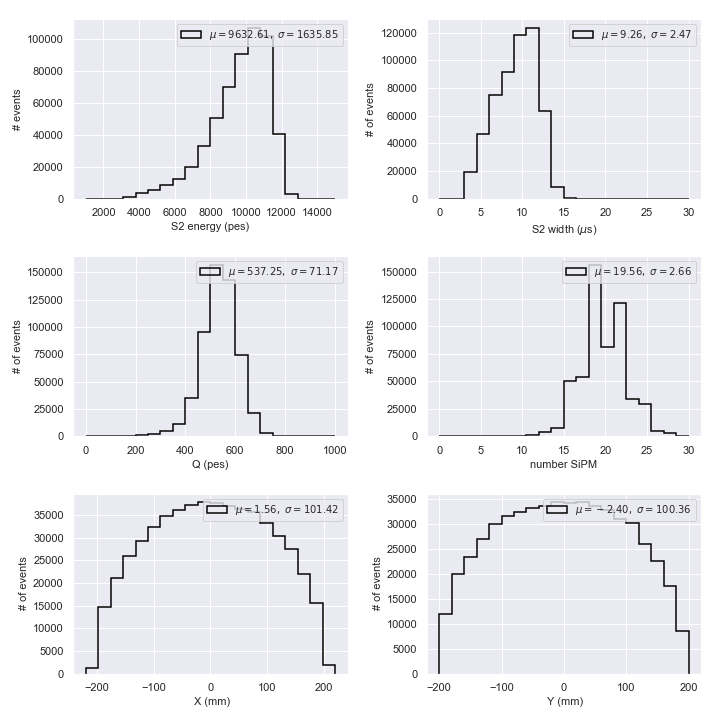 μ = 9632.61, σ = 1635.85
# events
100000
80000
60000
40000
20000
0
2000 4000 6000 8000 10000 12000 14000
S2 energy (pes)
μ = 9.26, σ = 2.47
# of events
120000
100000
80000
60000
40000
20000
0
0 5 10 15 20 25 30
S2 width (μs)
μ = 537.25, σ = 71.17
# of events
150000
125000
100000
75000
50000
25000
0
0 200 400 600 800 1000
Q (pes)
μ = 19.56, σ = 2.66
# of events
150000
125000
100000
75000
50000
25000
0
0 5 10 15 20 25 30
number SiPM
μ = 1.56, σ = 101.42
# of events
35000
30000
25000
20000
15000
10000
5000
0
−200 −100 0 100 200
X (mm)
μ = −2.40, σ = 100.36
# of events
35000
30000
25000
20000
15000
10000
5000
0
−200 −100 0 100 200
Y (mm)